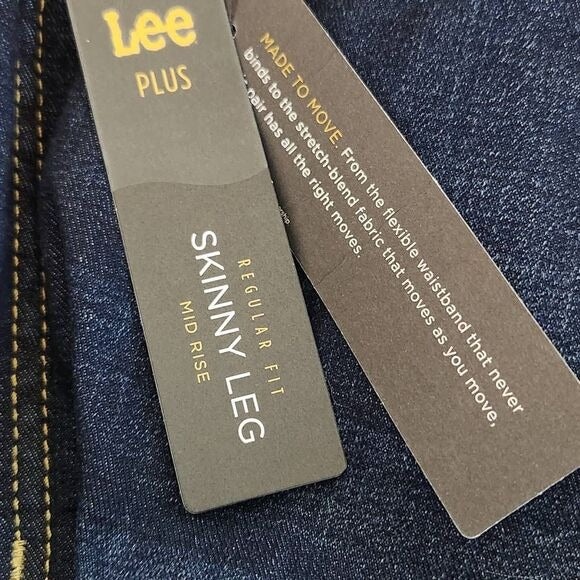 Lee
PLUS
REGULAR FIT
SKINNY LEG
MID RISE
MADE TO MOVE. From the flexible waistband that never
binds to the stretch-blend fabric that moves as you move,
pair has all the right moves.